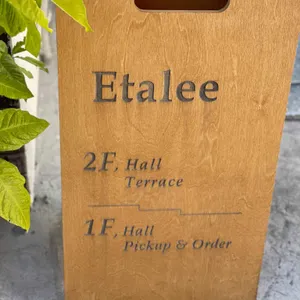 Etalee
2F, Hall
Terrace
1F, Hall
Pickup & Order